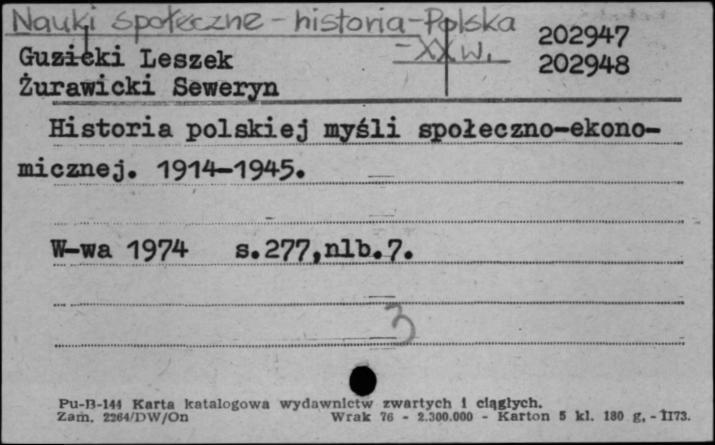 Nauki społeczne - historia - Polska
- XX w.
202947
Guzicki Leszek
202948
Żurawicki Seweryn
Historia polskiej myśli społeczno-ekono-
micznej. 1914-1945.
W-wa 1974 s.277,nlb.7.
3
Pu-B-144 Karta katalogowa wydawnictw zwartych i ciągłych.
Zam. 2264/DW/On Wrak 76 - 2.300.000 - Karton 5 kl. 180 g. - II73.